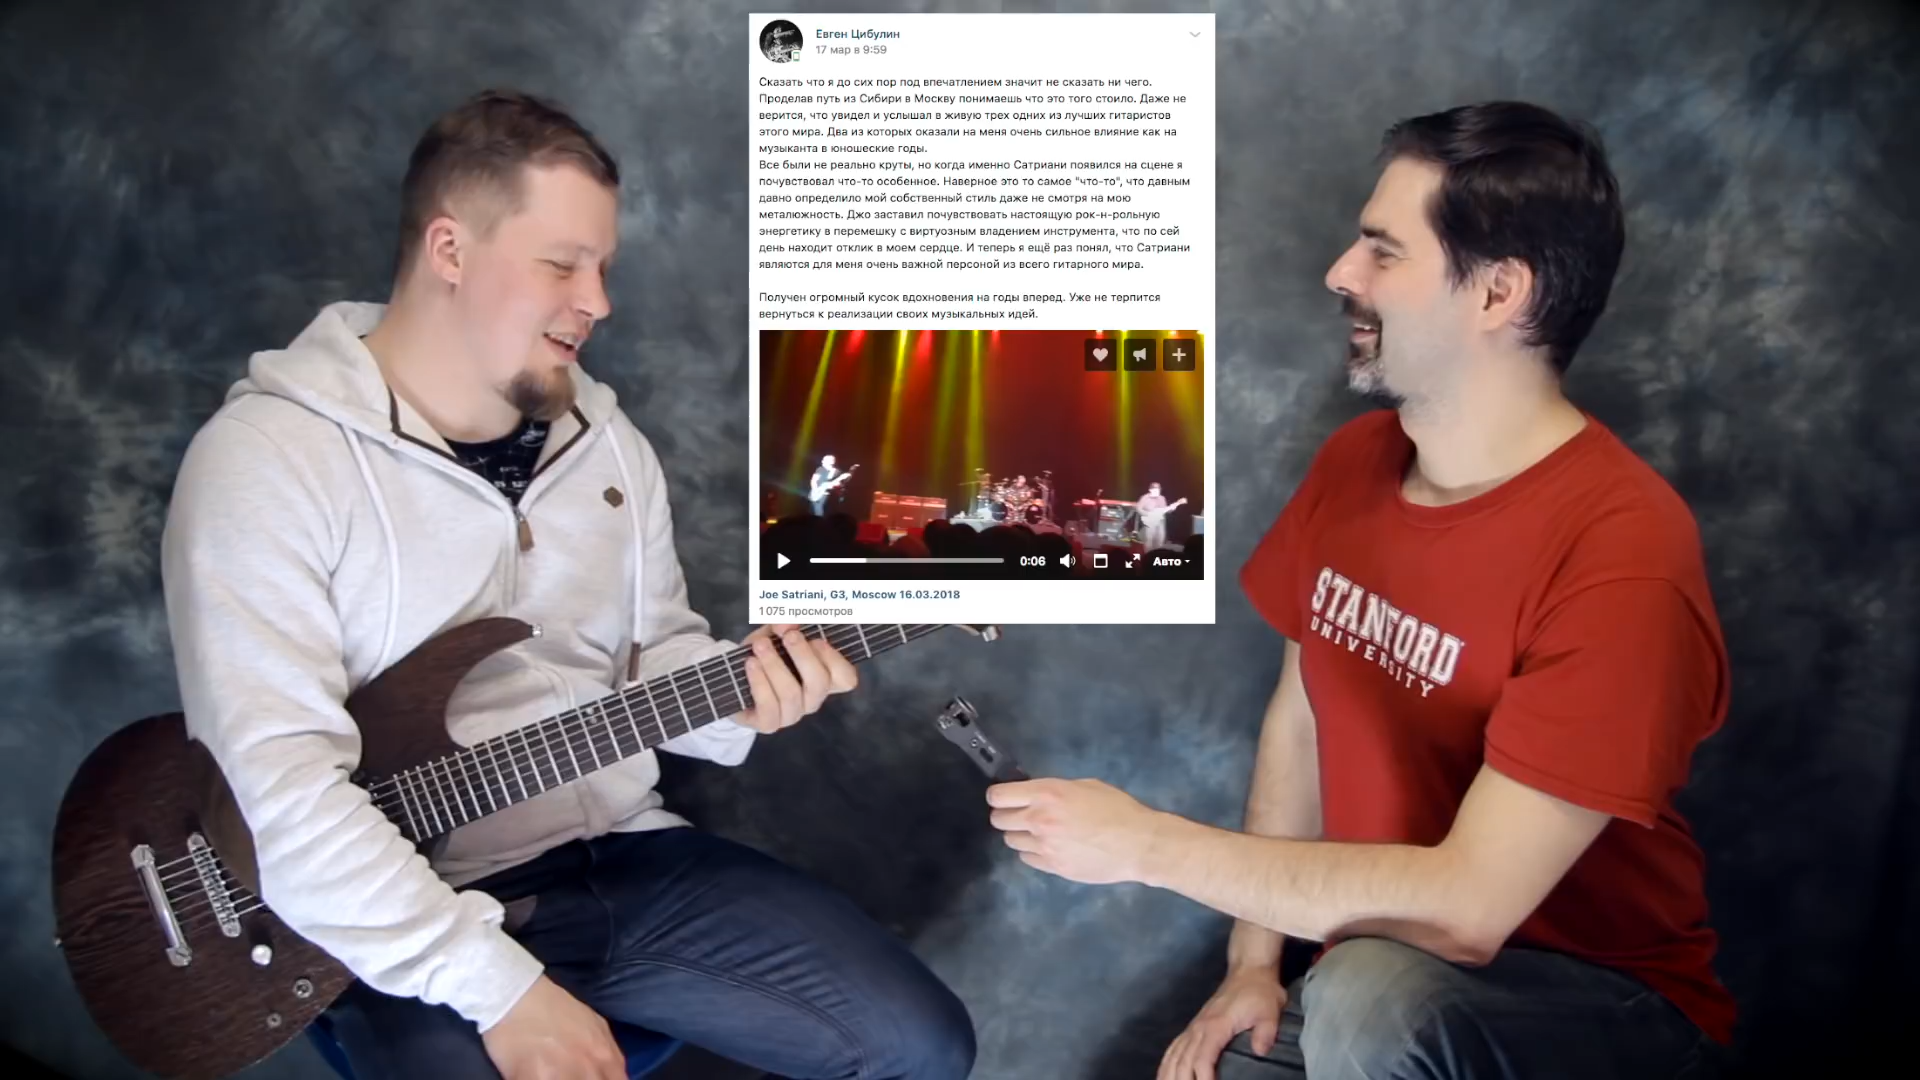 Евген Цибулин
17 мар в 9:59
Сказать что я до сих пор под впечатлением значит не сказать ни чего.
Проделав путь из Сибири в Москву понимаешь что это того стоило. Даже не
верится, что увидел и услышал в живую трех одних из лучших гитаристов
этого мира. Два из которых оказали на меня очень сильное влияние как на
музыканта в юношеские годы.
Все были не реально круты, но когда именно Сатриани появился на сцене я
почувствовал что-то особенное. Наверное это то самое "что-то", что давным
давно определило мой собственный стиль даже не смотря на мою
металюжность. Джо заставил почувствовать настоящую рок-н-рольную
энергетику в перемешку с виртуозным владением инструмента, что по сей
день находит отклик в моем сердце. И теперь я ещё раз понял, что Сатриани
являются для меня очень важной персоной из всего гитарного мира.
Получен огромный кусок вдохновения на годы вперед. Уже не терпится
вернуться к реализации своих музыкальных идей.
0:06
Авто
Joe Satriani, G3, Moscow 16.03.2018
1 075 просмотров
STANFORD
UNIVERSITY